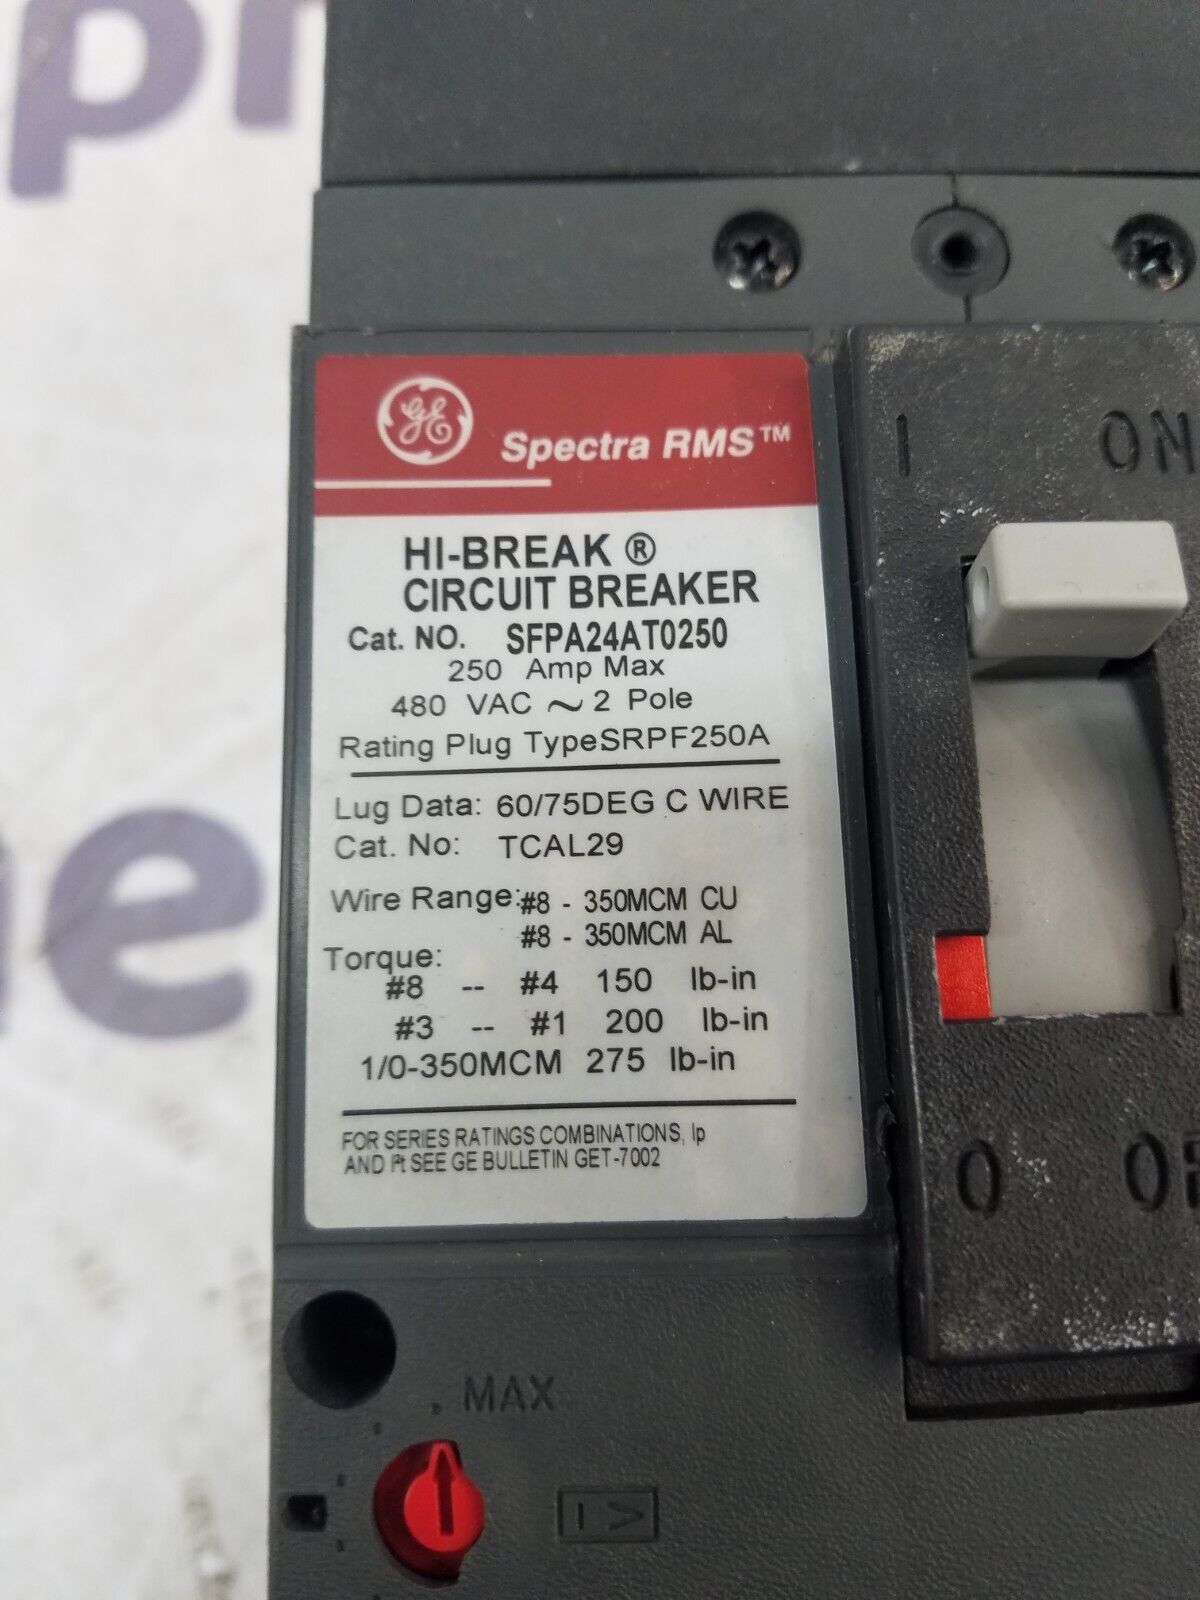 pr
me
GE
Spectra RMS™
HI-BREAK ®
CIRCUIT BREAKER
Cat. NO. SFPA24AT0250
250 Amp Max
480 VAC ~ 2 Pole
Rating Plug TypeSRPF250A
Lug Data: 60/75DEG C WIRE
Cat. No: TCAL29
Wire Range: #8 - 350MCM CU
#8 - 350MCM AL
Torque:
#8 -- #4 150 lb-in
#3 -- #1 200 lb-in
1/0-350MCM 275 lb-in
FOR SERIES RATINGS COMBINATIONS, Ip
AND I²t SEE GE BULLETIN GET-7002
I ON
O
MAX
I >